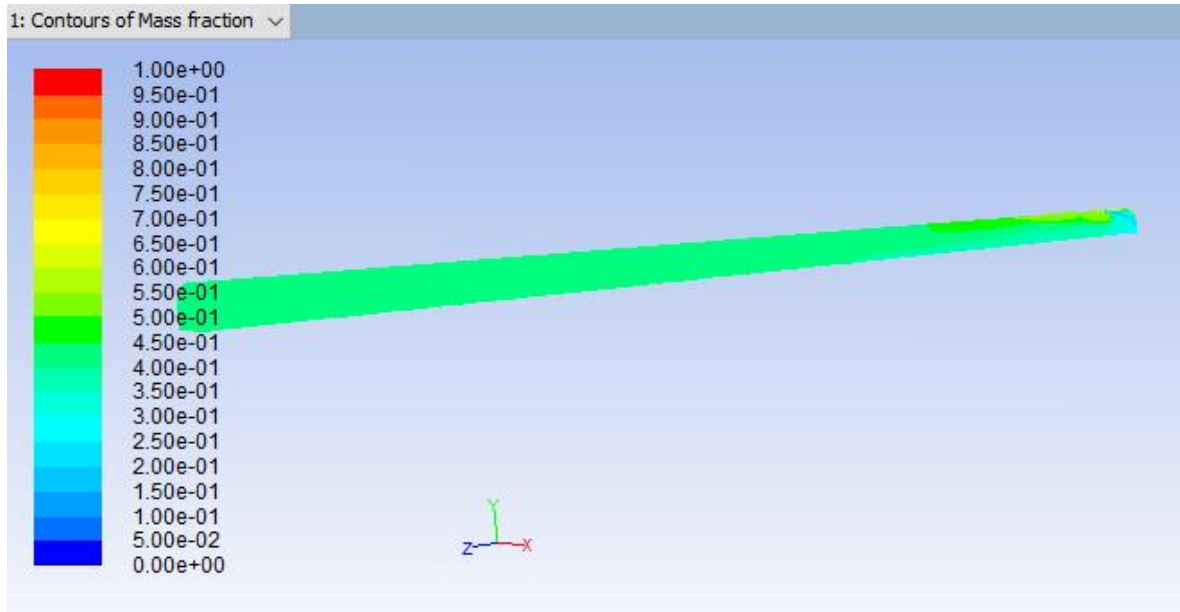 1: Contours of Mass fraction
1.00e+00
9.50e-01
9.00e-01
8.50e-01
8.00e-01
7.50e-01
7.00e-01
6.50e-01
6.00e-01
5.50e-01
5.00e-01
4.50e-01
4.00e-01
3.50e-01
3.00e-01
2.50e-01
2.00e-01
1.50e-01
1.00e-01
5.00e-02
0.00e+00
Y
Z X